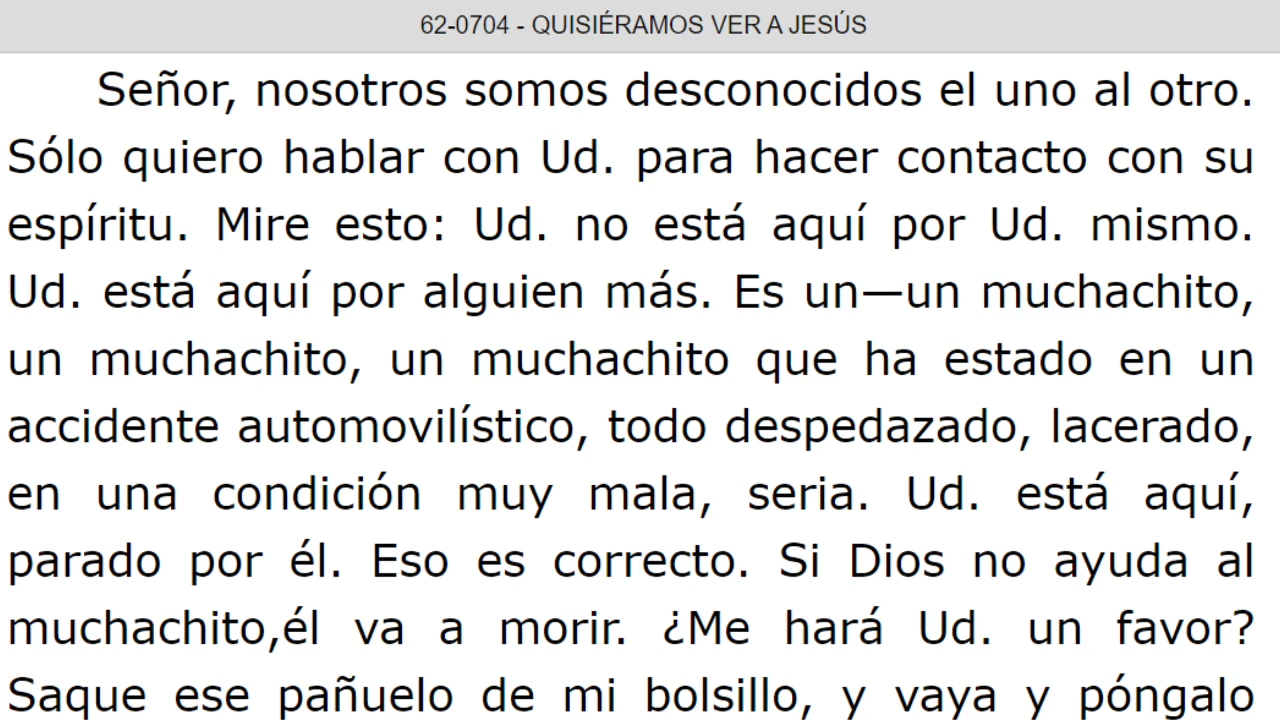 62-0704 - QUISIÉRAMOS VER A JESÚS
Señor, nosotros somos desconocidos el uno al otro.
Sólo quiero hablar con Ud. para hacer contacto con su
espíritu. Mire esto: Ud. no está aquí por Ud. mismo.
Ud. está aquí por alguien más. Es un—un muchachito,
un muchachito, un muchachito que ha estado en un
accidente automovilístico, todo despedazado, lacerado,
en una condición muy mala, seria. Ud. está aquí,
parado por él. Eso es correcto. Si Dios no ayuda al
muchachito,él va a morir. ¿Me hará Ud. un favor?
Saque ese pañuelo de mi bolsillo, y vaya y póngalo